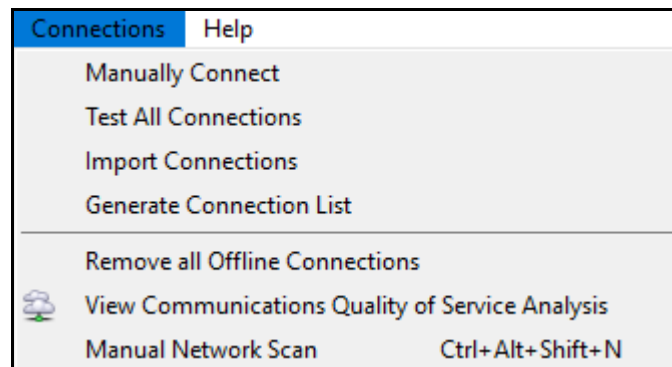 Connections Help
Manually Connect
Test All Connections
Import Connections
Generate Connection List
Remove all Offline Connections
View Communications Quality of Service Analysis
Manual Network Scan Ctrl+Alt+Shift+N